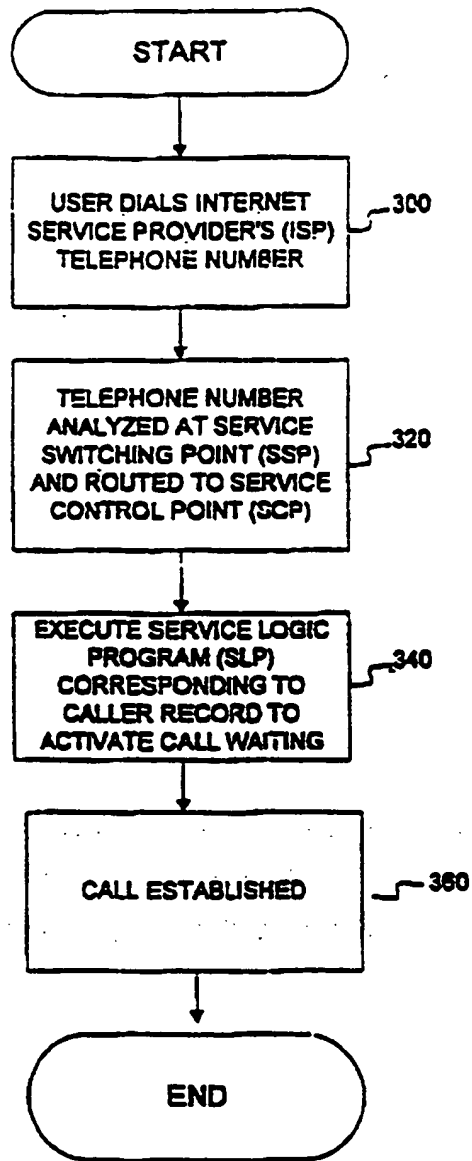 START
USER DIALS INTERNET
SERVICE PROVIDER'S (ISP)
TELEPHONE NUMBER
300
TELEPHONE NUMBER
ANALYZED AT SERVICE
SWITCHING POINT (SSP)
AND ROUTED TO SERVICE
CONTROL POINT (SCP)
320
EXECUTE SERVICE LOGIC
PROGRAM (SLP)
CORRESPONDING TO
CALLER RECORD TO
ACTIVATE CALL WAITING
340
CALL ESTABLISHED
360
END